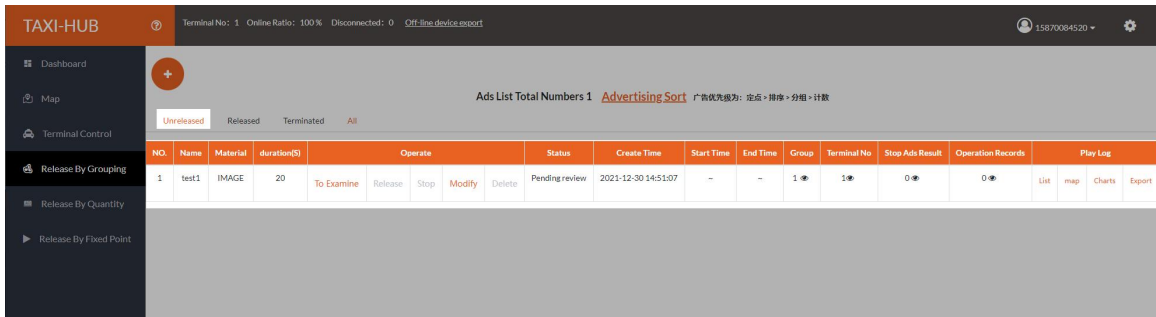 TAXI-HUB
Terminal No: 1 Online Ratio: 100 % Disconnected: 0 Off-line device export
15870084520
Dashboard
Map
Terminal Control
Release By Grouping
Release By Quantity
Release By Fixed Point
+
Ads List Total Numbers 1 Advertising Sort 广告优先级为: 定点 > 排序 > 分组 > 计数
Unreleased Released Terminated All
NO. Name Material duration(S) Operate Status Create Time Start Time End Time Group Terminal No Stop Ads Result Operation Records Play Log
1 test1 IMAGE 20 To Examine Release Stop Modify Delete Pending review 2021-12-30 14:51:07 ~ ~ 1 1 0 0 List map Charts Export